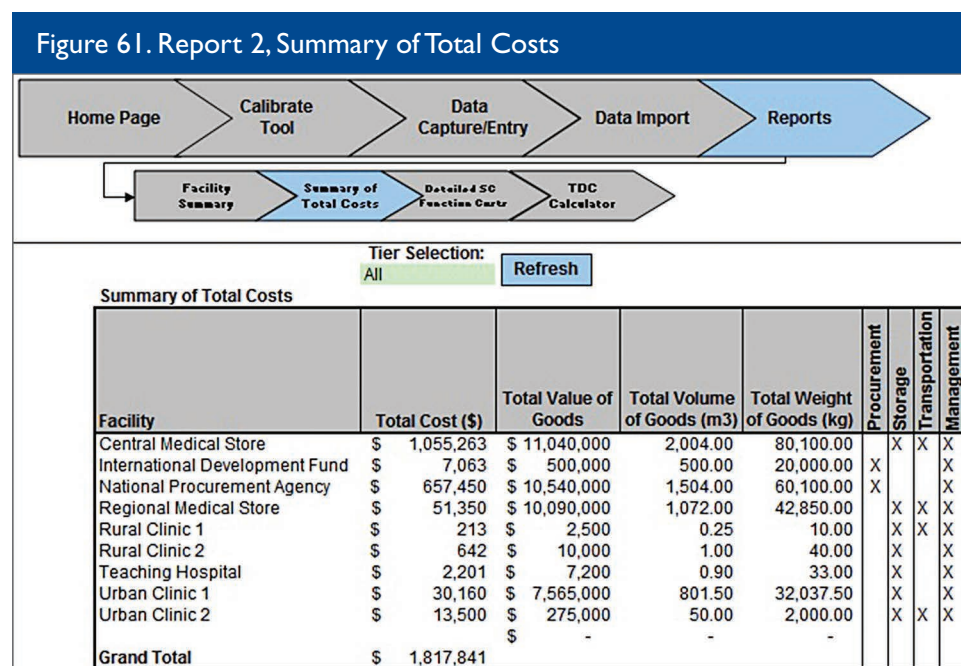 Figure 61. Report 2, Summary of Total Costs
Home Page
Calibrate
Tool
Data
Capture/Entry
Data Import
Reports
Facility
Summary
Summary of
Total Costs
Detailed SC
Function Costs
TDC
Calculator
Tier Selection:
All
Refresh
Summary of Total Costs
Facility Total Cost ($) Total Value of Goods Total Volume of Goods (m3) Total Weight of Goods (kg) Procurement Storage Transportation Management
Central Medical Store $ 1,055,263 $ 11,040,000 2,004.00 80,100.00 X X X
International Development Fund $ 7,063 $ 500,000 500.00 20,000.00 X X
National Procurement Agency $ 657,450 $ 10,540,000 1,504.00 60,100.00 X X
Regional Medical Store $ 51,350 $ 10,090,000 1,072.00 42,850.00 X X X
Rural Clinic 1 $ 213 $ 2,500 0.25 10.00 X X X
Rural Clinic 2 $ 642 $ 10,000 1.00 40.00 X X
Teaching Hospital $ 2,201 $ 7,200 0.90 33.00 X X
Urban Clinic 1 $ 30,160 $ 7,565,000 801.50 32,037.50 X X
Urban Clinic 2 $ 13,500 $ 275,000 50.00 2,000.00 X X X
$ - - -
Grand Total $ 1,817,841